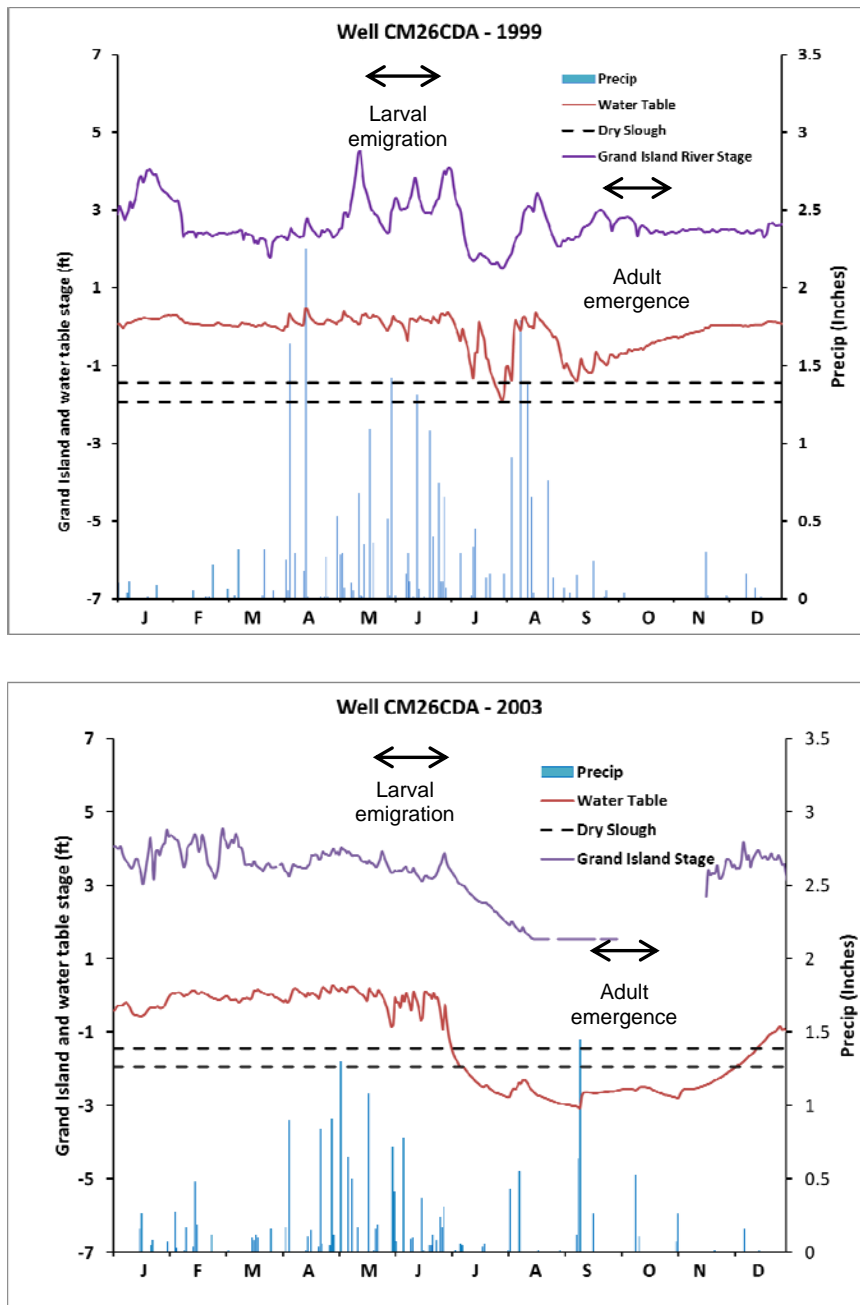 Well CM26CDA - 1999
7
5
3
1
-1
-3
-5
-7
Grand Island and water table stage (ft)
Larval
emigration
Precip
Water Table
Dry Slough
Grand Island River Stage
Adult
emergence
3.5
3
2.5
2
1.5
1
0.5
0
Precip (Inches)
J F M A M J J A S O N D
Well CM26CDA - 2003
7
5
3
1
-1
-3
-5
-7
Grand Island and water table stage (ft)
Larval
emigration
Precip
Water Table
Dry Slough
Grand Island Stage
Adult
emergence
3.5
3
2.5
2
1.5
1
0.5
0
Precip (Inches)
J F M A M J J A S O N D